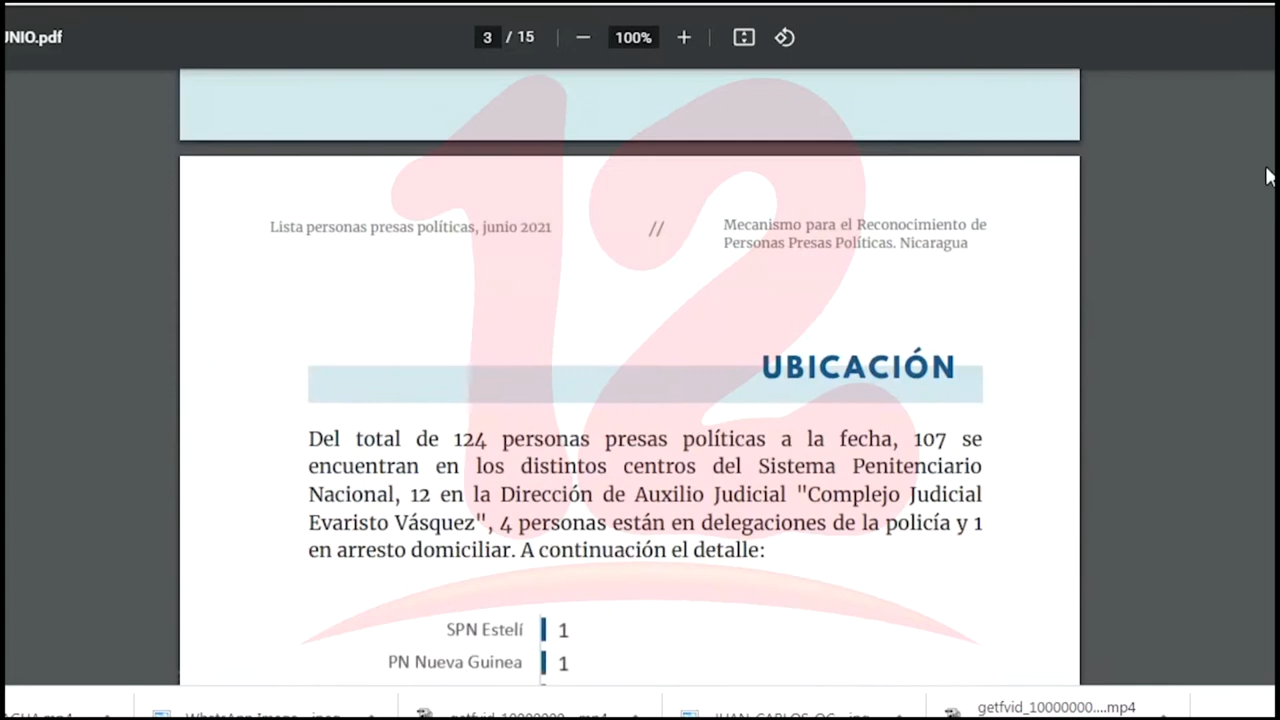 JNIO.pdf
3 / 15
100%
12
Lista personas presas políticas, junio 2021
//
Mecanismo para el Reconocimiento de
Personas Presas Políticas. Nicaragua
UBICACIÓN
Del total de 124 personas presas políticas a la fecha, 107 se
encuentran en los distintos centros del Sistema Penitenciario
Nacional, 12 en la Dirección de Auxilio Judicial "Complejo Judicial
Evaristo Vásquez", 4 personas están en delegaciones de la policía y 1
en arresto domiciliar. A continuación el detalle:
SPN Estelí 1
PN Nueva Guinea 1
getfvid_10000000....mp4